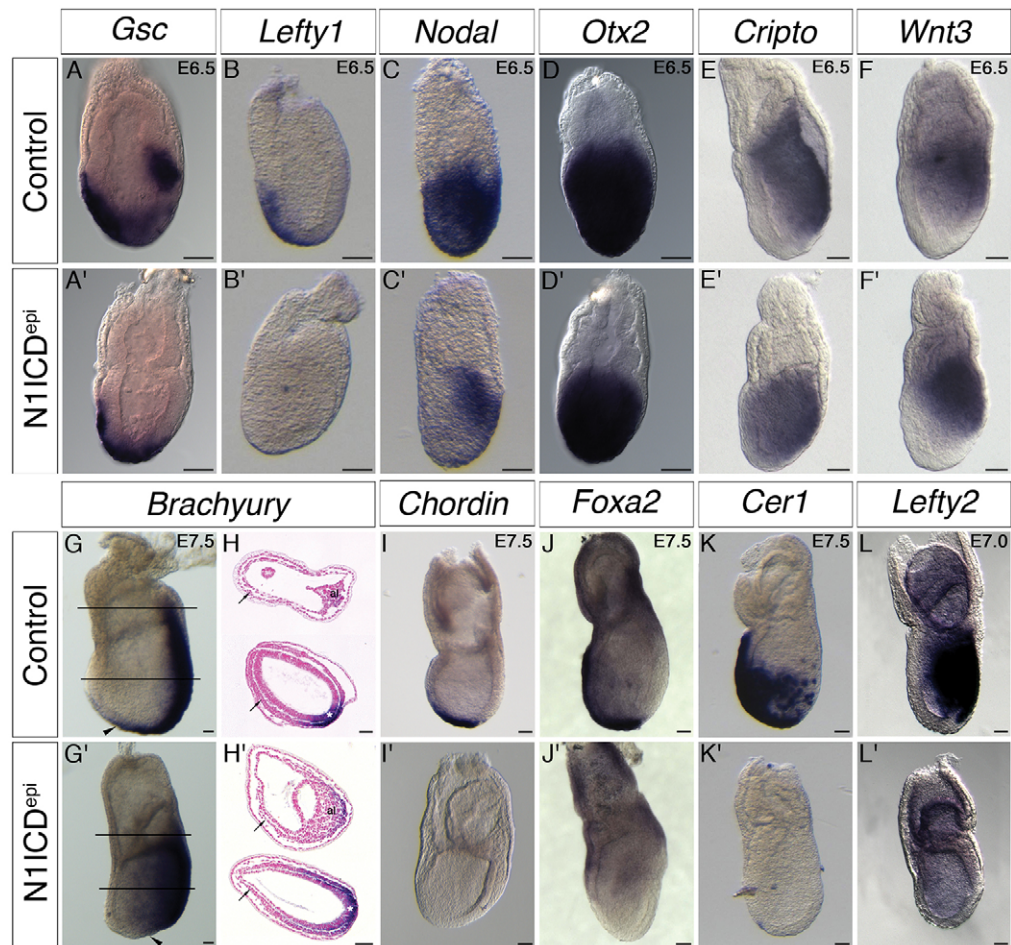 Gsc Lefty1 Nodal Otx2 Cripto Wnt3
Control
A E6.5 B E6.5 C E6.5 D E6.5 E E6.5 F E6.5
N1ICDepi
A' B' C' D' E' F'
Brachyury Chordin Foxa2 Cer1 Lefty2
Control
G E7.5 H I E7.5 J E7.5 K E7.5 L E7.0
al
*
N1ICDepi
G' H' I' J' K' L'
al
*